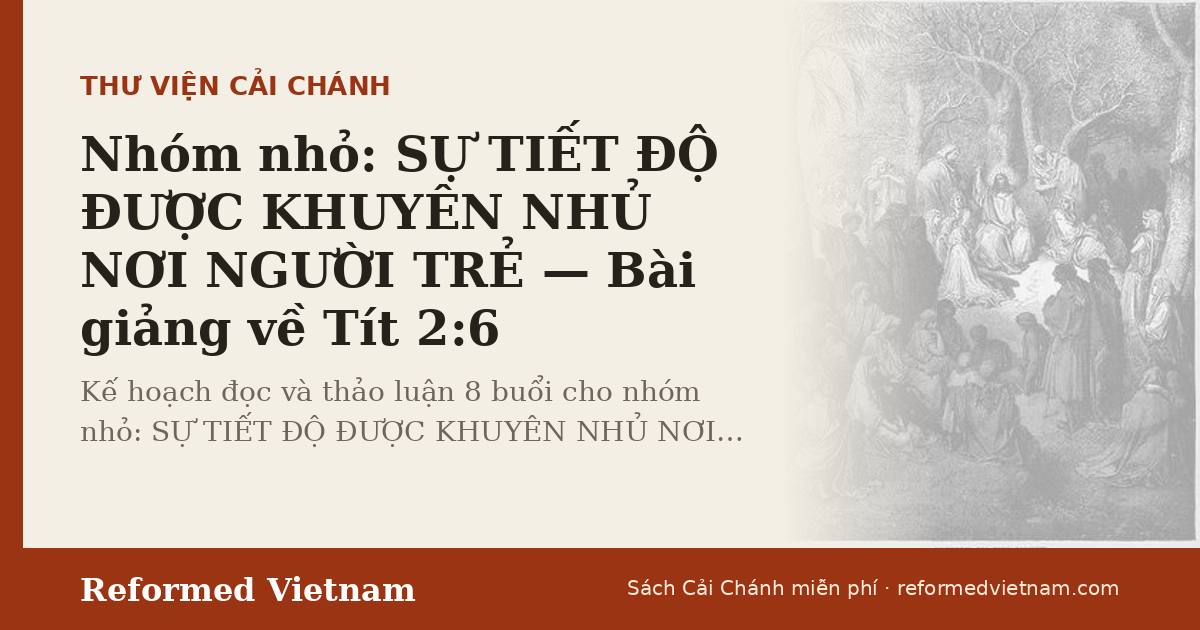 THƯ VIỆN CẢI CHÁNH
Nhóm nhỏ: SỰ TIẾT ĐỘ
ĐƯỢC KHUYÊN NHỦ
NƠI NGƯỜI TRẺ — Bài
giảng về Tít 2:6
Kế hoạch đọc và thảo luận 8 buổi cho nhóm
nhỏ: SỰ TIẾT ĐỘ ĐƯỢC KHUYÊN NHỦ NƠI...
Reformed Vietnam
Sách Cải Chánh miễn phí · reformedvietnam.com